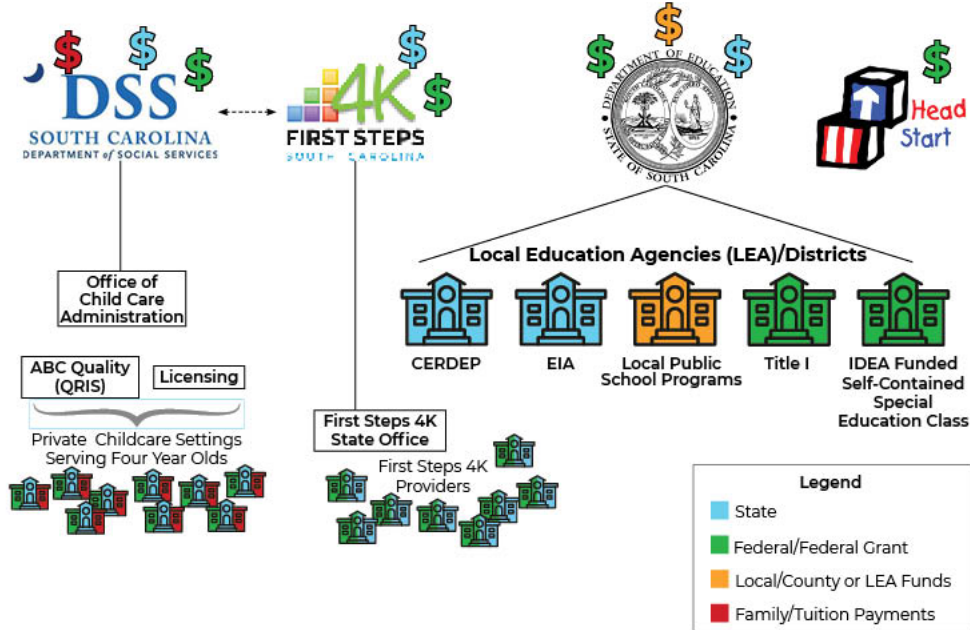 $ $ $
DSS
SOUTH CAROLINA
DEPARTMENT of SOCIAL SERVICES
$ $
4K
FIRST STEPS
SOUTH CAROLINA
$ $ $
DEPARTMENT OF EDUCATION
STATE OF SOUTH CAROLINA
$
Head
Start
Office of
Child Care
Administration
ABC Quality
(QRIS)
Licensing
Private Childcare Settings
Serving Four Year Olds
First Steps 4K
State Office
First Steps 4K
Providers
Local Education Agencies (LEA)/Districts
CERDEP
EIA
Local Public
School Programs
Title I
IDEA Funded
Self-Contained
Special
Education Class
Legend
State
Federal/Federal Grant
Local/County or LEA Funds
Family/Tuition Payments